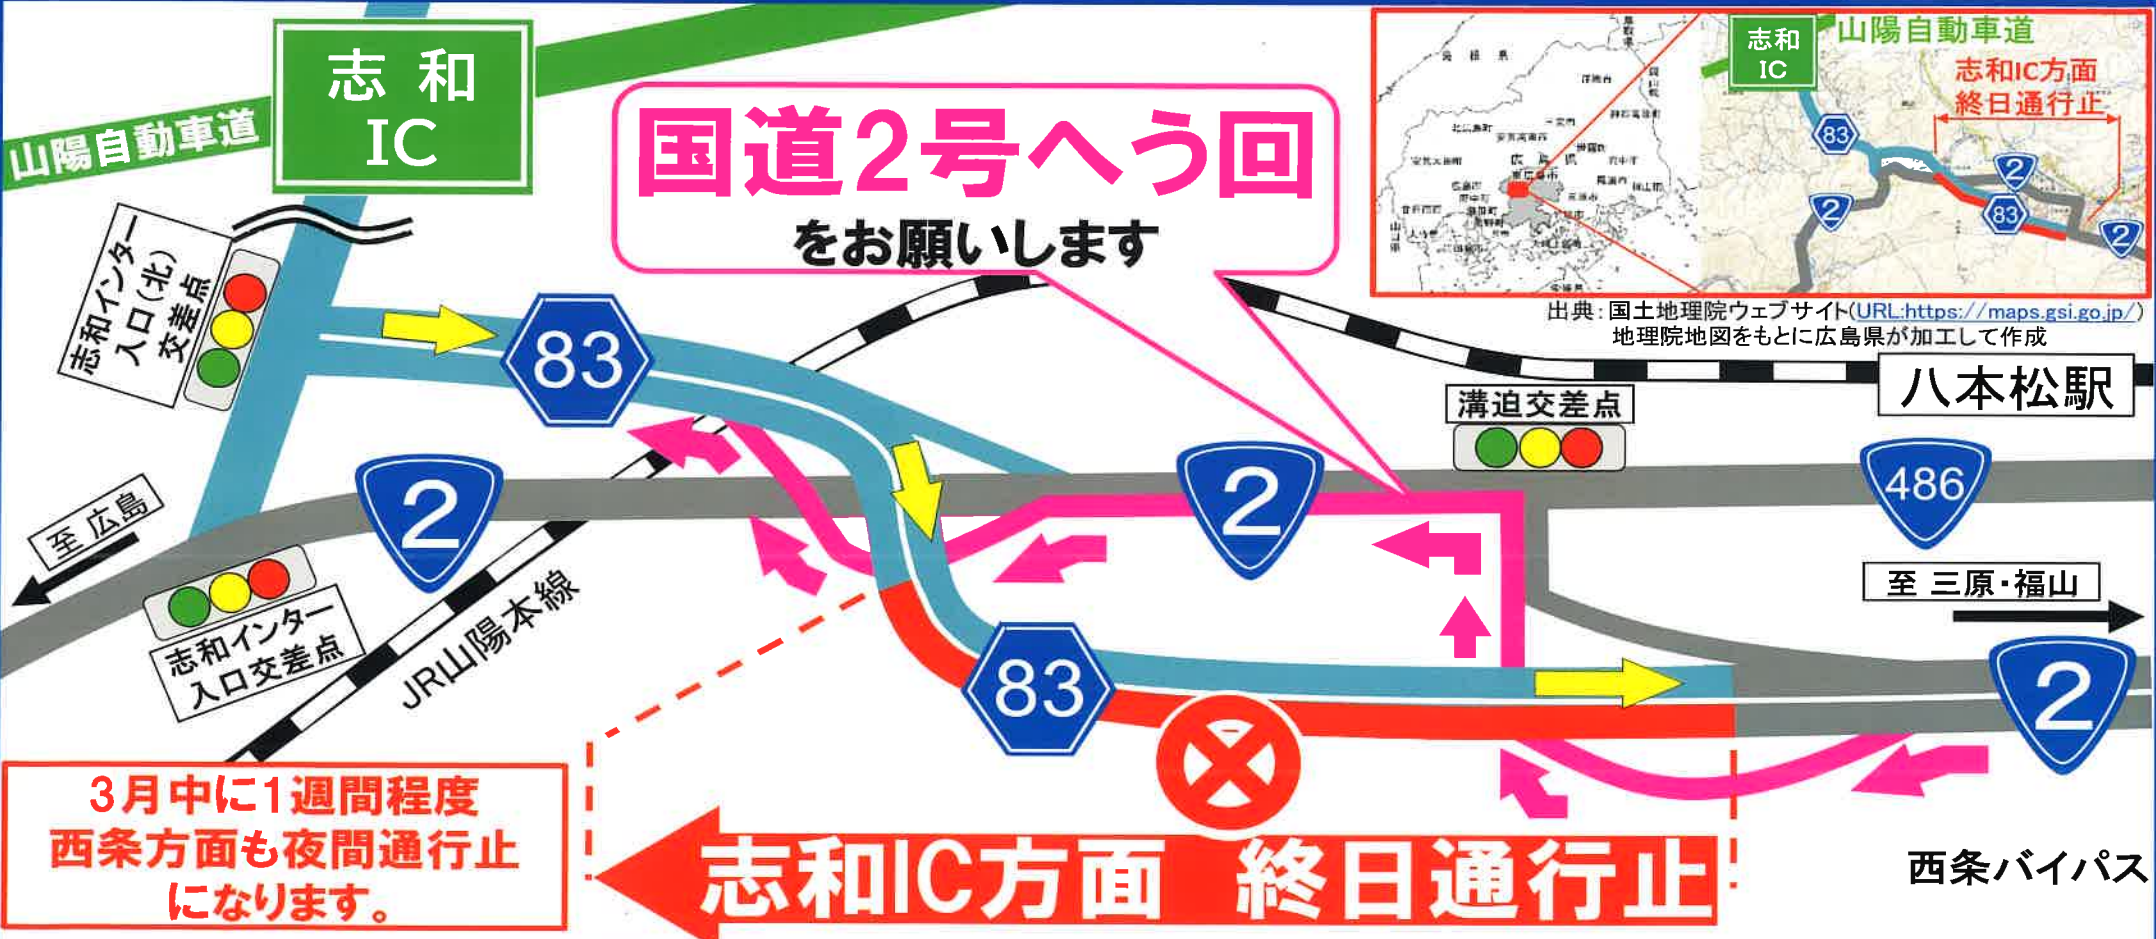 志和
IC
山陽自動車道
国道2号へう回
をお願いします
志和
IC
山陽自動車道
志和IC方面
終日通行止
83
2
2
83
2
広島県
東広島市
出典:国土地理院ウェブサイト(URL:https://maps.gsi.go.jp/)
地理院地図をもとに広島県が加工して作成
志和インター
入口(北)
交差点
83
八本松駅
溝迫交差点
2
2
486
至 広島
志和インター
入口交差点
JR山陽本線
至 三原・福山
83
2
3月中に1週間程度
西条方面も夜間通行止
になります。
志和IC方面 終日通行止
西条バイパス